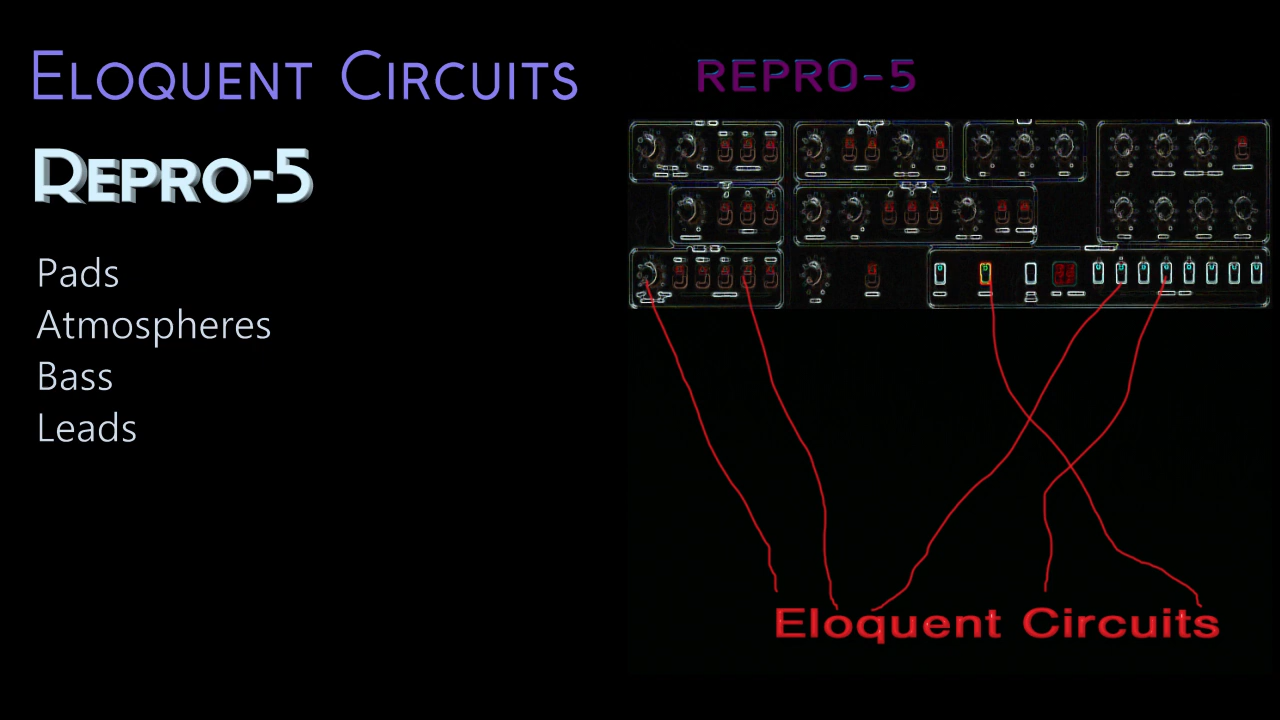 Eloquent Circuits
Repro-5
Pads
Atmospheres
Bass
Leads
REPRO-5
Eloquent Circuits